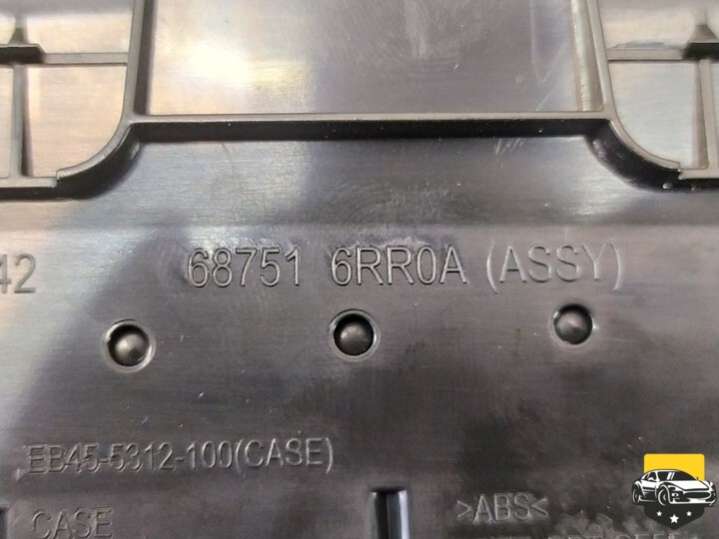 42 68751 6RR0A (ASSY)
EB45-5312-100(CASE)
CASE >ABS<